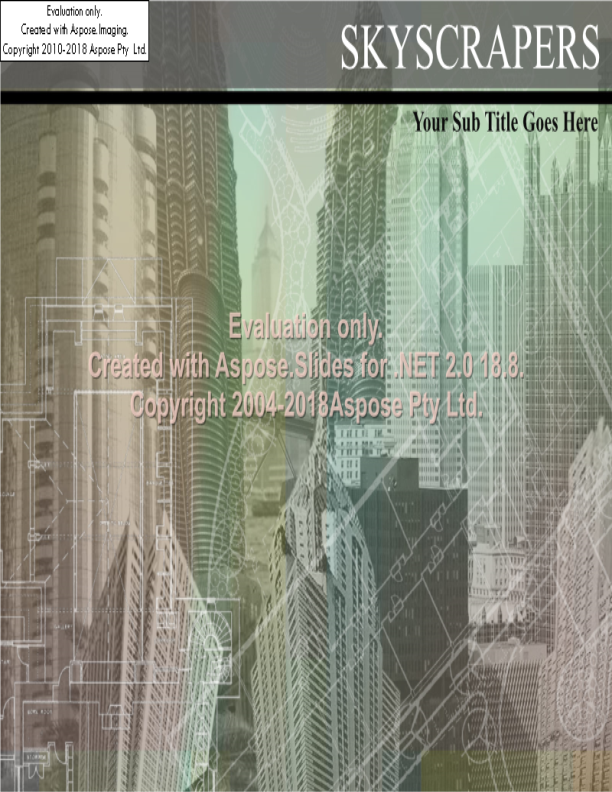 Evaluation only.
Created with Aspose.Imaging.
Copyright 2010-2018 Aspose Pty Ltd.
SKYSCRAPERS
Your Sub Title Goes Here
Evaluation only.
Created with Aspose.Slides for .NET 2.0 18.8.
Copyright 2004-2018Aspose Pty Ltd.